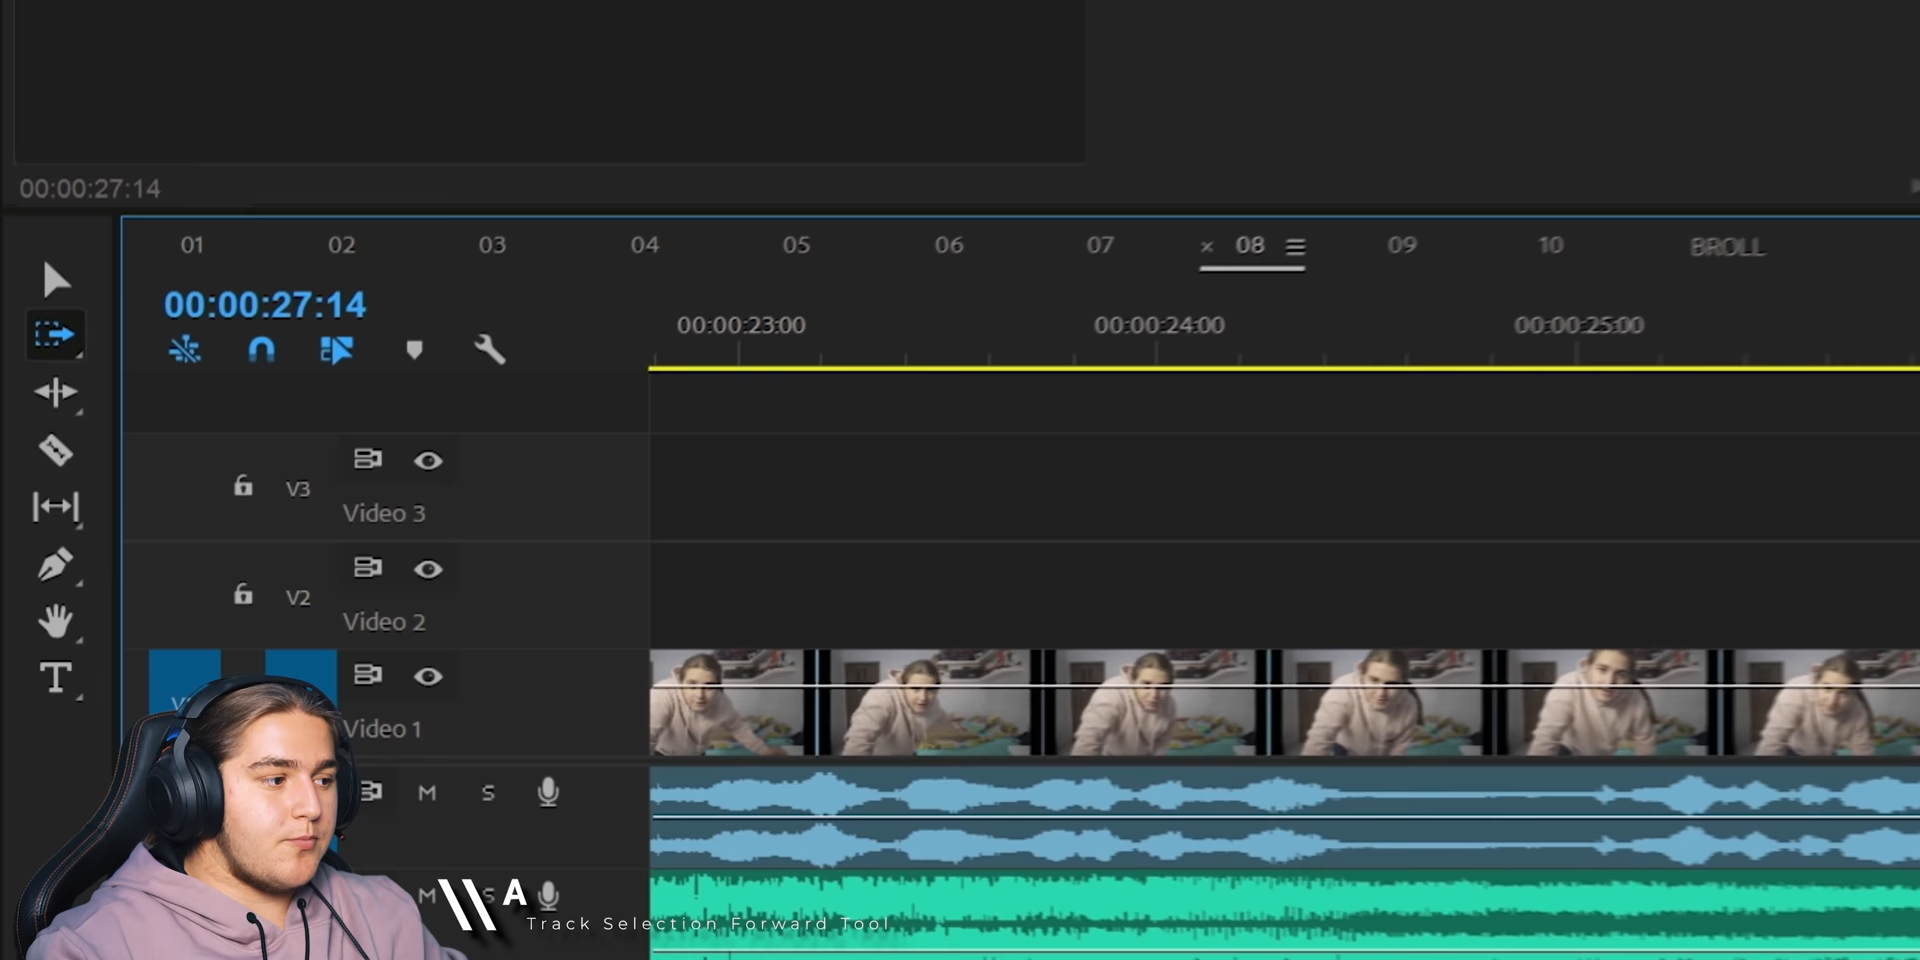 00:00:27:14
01 02 03 04 05 06 07 × 08 09 10 BROLL
00:00:27:14
00:00:23:00 00:00:24:00 00:00:25:00
V3
Video 3
V2
Video 2
Video 1
M S
M S
A
Track Selection Forward Tool
T